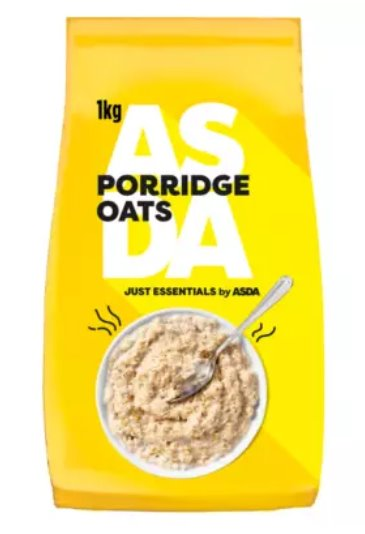 1kg
AS
PORRIDGE
OATS
DA
JUST ESSENTIALS by ASDA